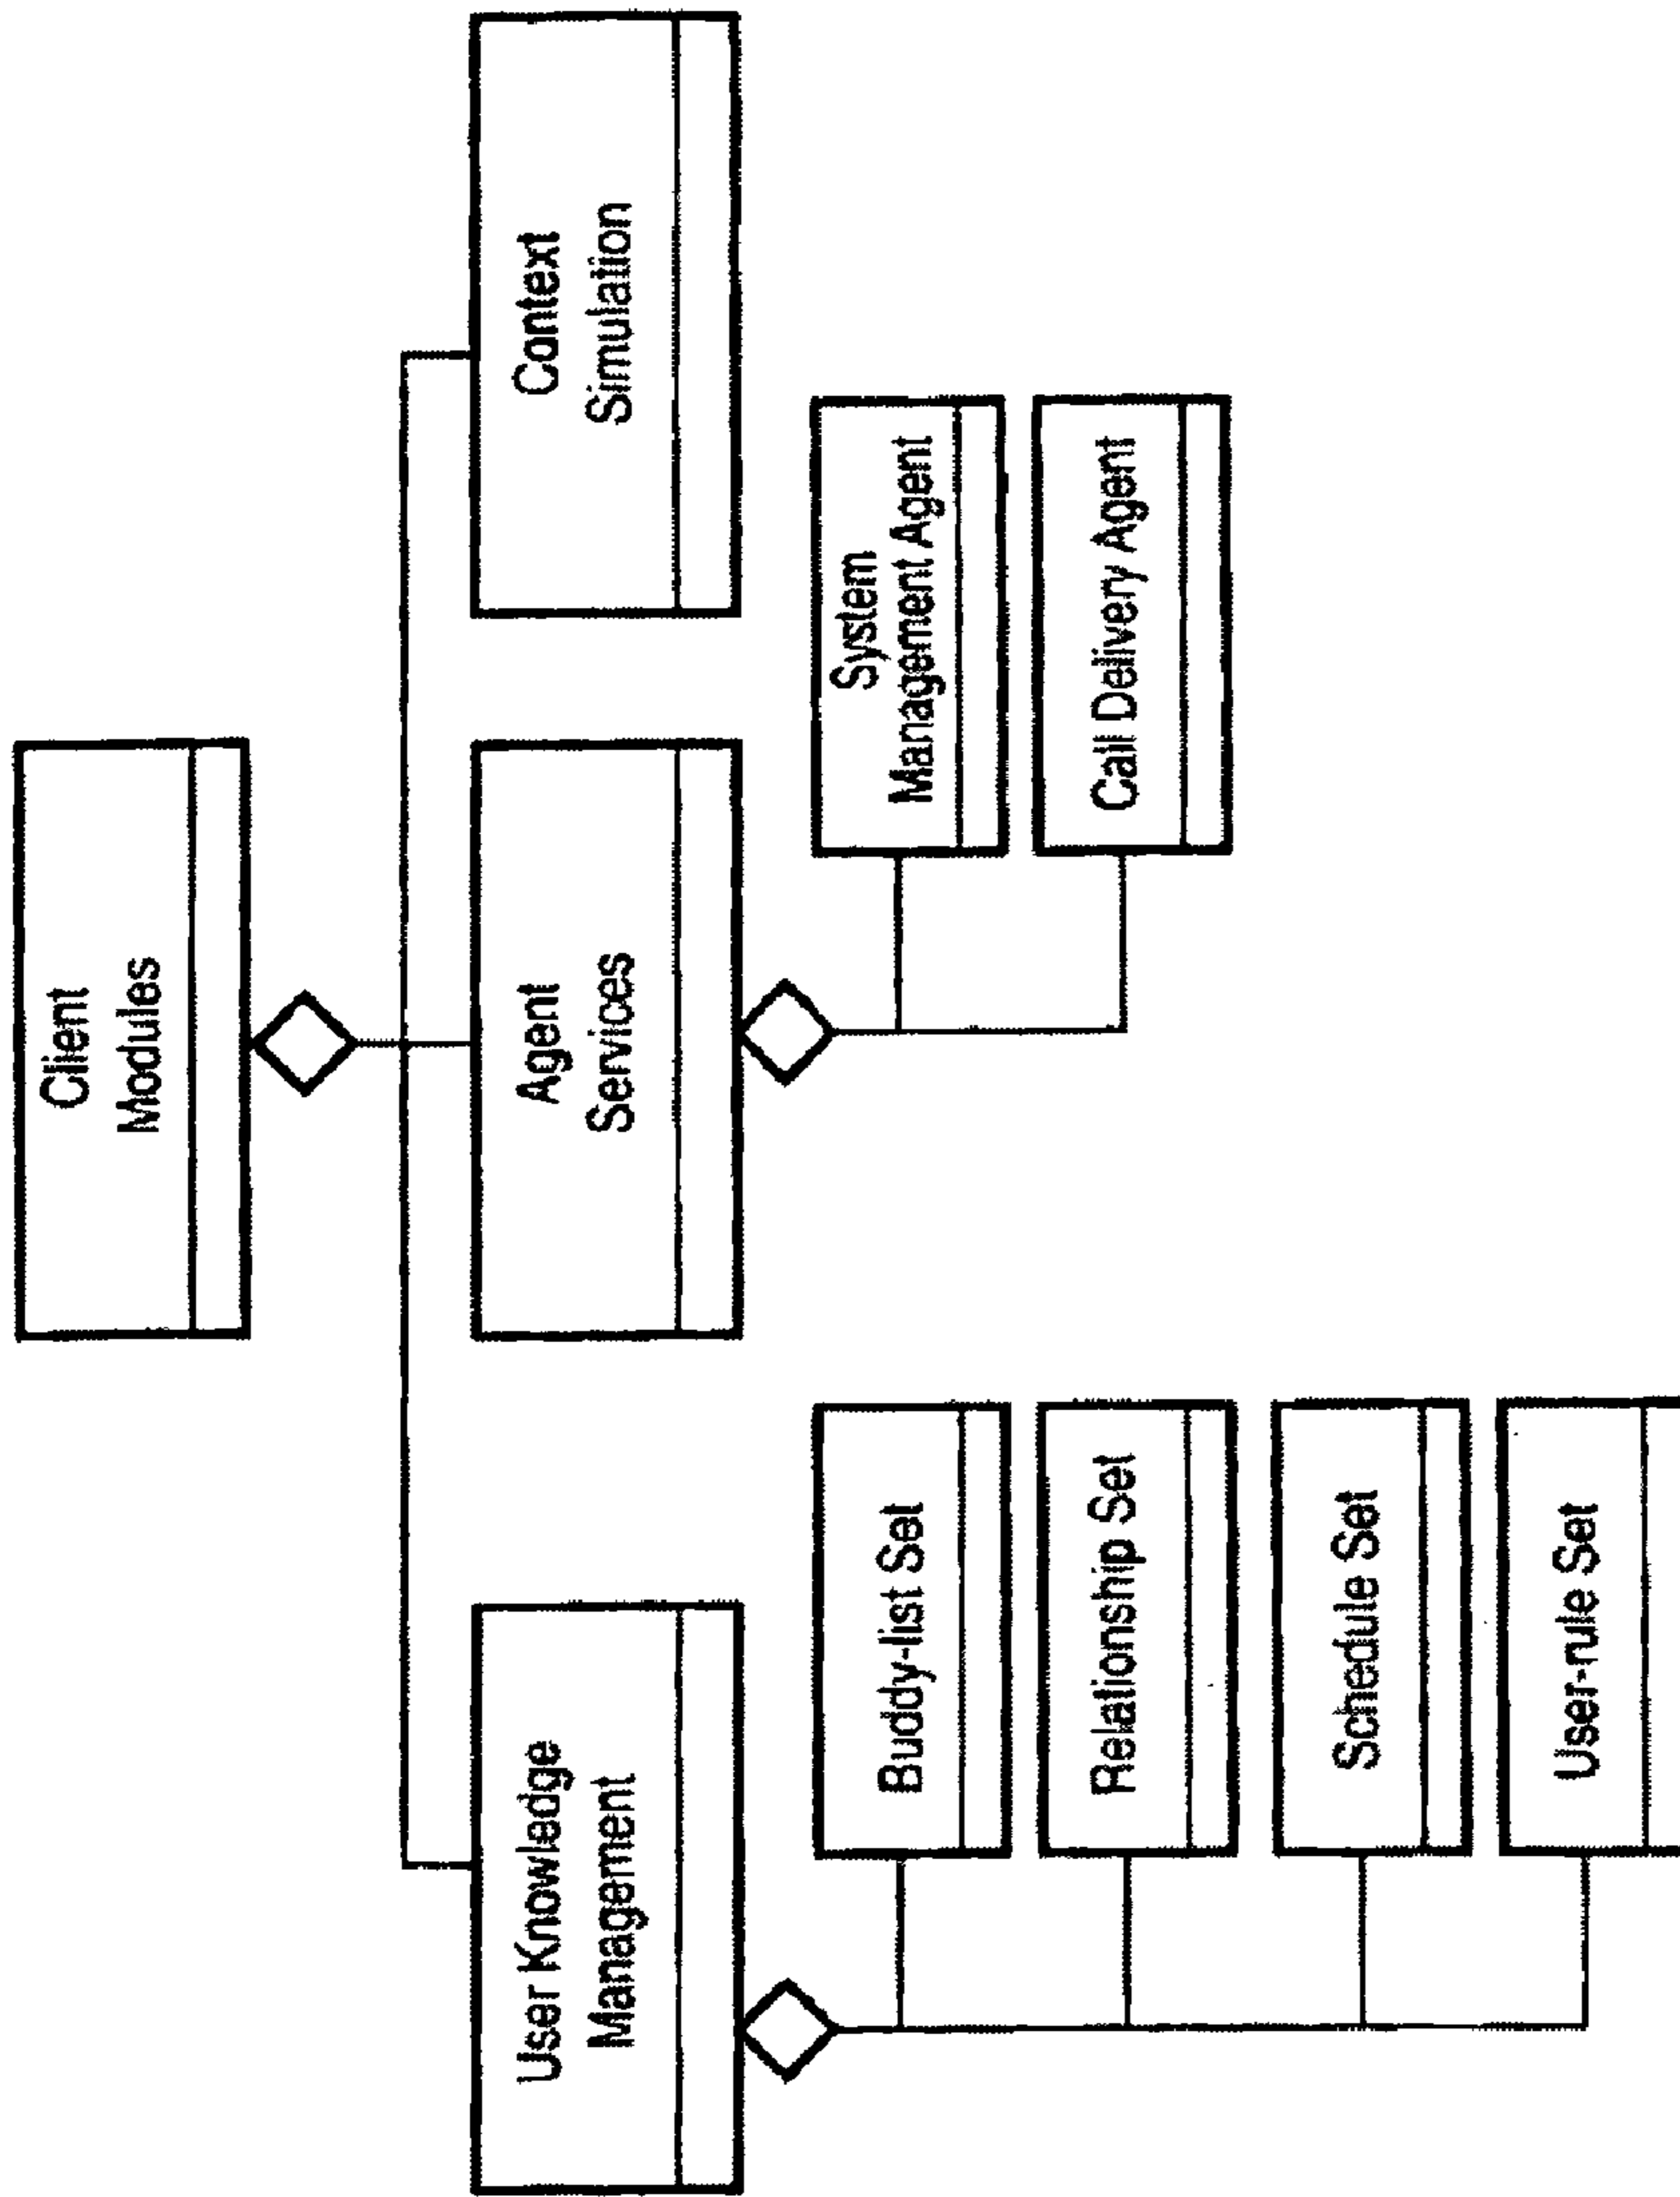 Client
Modules
User Knowledge
Management
Agent
Services
Context
Simulation
Buddy-list Set
Relationship Set
Schedule Set
User-rule Set
System
Management Agent
Call Delivery Agent